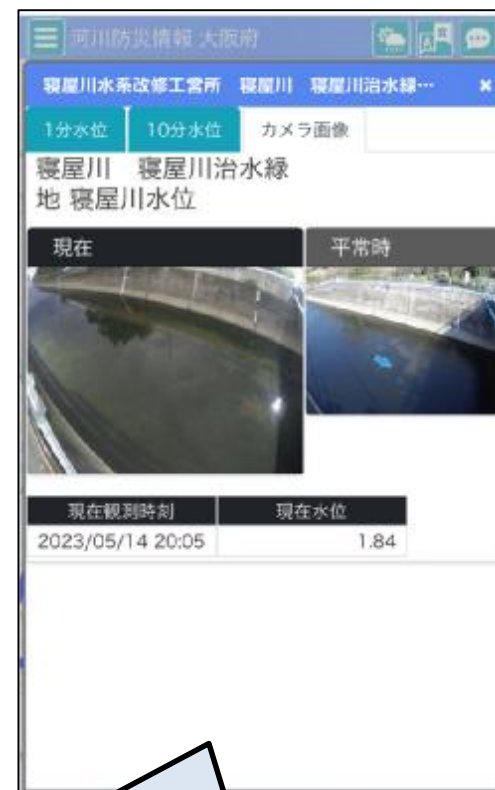 河川防災情報 大阪府
寝屋川水系改修工営所　寝屋川　寝屋川治水緑… ×
1分水位　10分水位　カメラ画像
寝屋川　寝屋川治水緑
地 寝屋川水位
現在　平常時
現在観測時刻　現在水位
2023/05/14 20:05　1.84